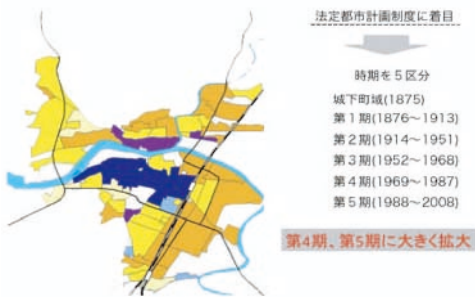 法定都市計画制度に着目
時期を5区分
城下町域(1875)
第1期(1876〜1913)
第2期(1914〜1951)
第3期(1952〜1968)
第4期(1969〜1987)
第5期(1988〜2008)
第4期、第5期に大きく拡大